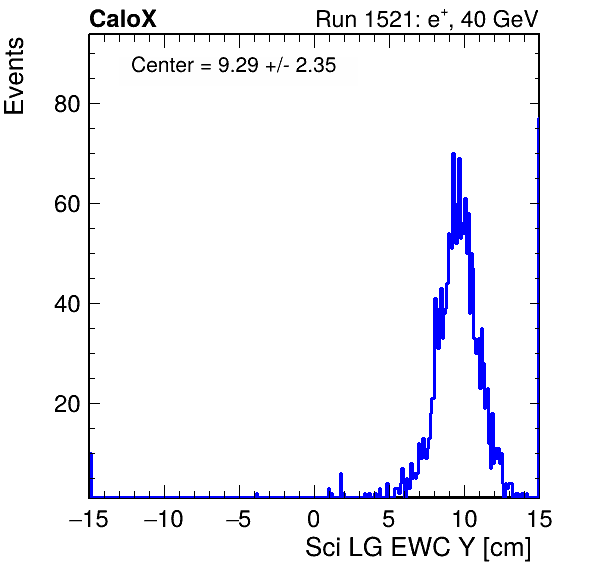 CaloX Run 1521: e⁺, 40 GeV
Center = 9.29 +/- 2.35
Events
80
60
40
20
−15 −10 −5 0 5 10 15
Sci LG EWC Y [cm]